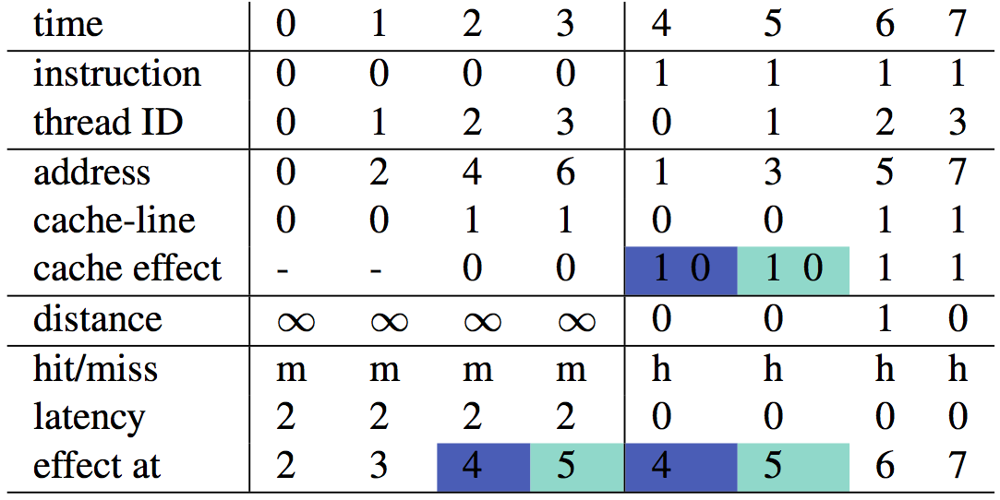 time 0 1 2 3 4 5 6 7
instruction 0 0 0 0 1 1 1 1
thread ID 0 1 2 3 0 1 2 3
address 0 2 4 6 1 3 5 7
cache-line 0 0 1 1 0 0 1 1
cache effect - - 0 0 1 0 1 0 1 1
distance ∞ ∞ ∞ ∞ 0 0 1 0
hit/miss m m m m h h h h
latency 2 2 2 2 0 0 0 0
effect at 2 3 4 5 4 5 6 7